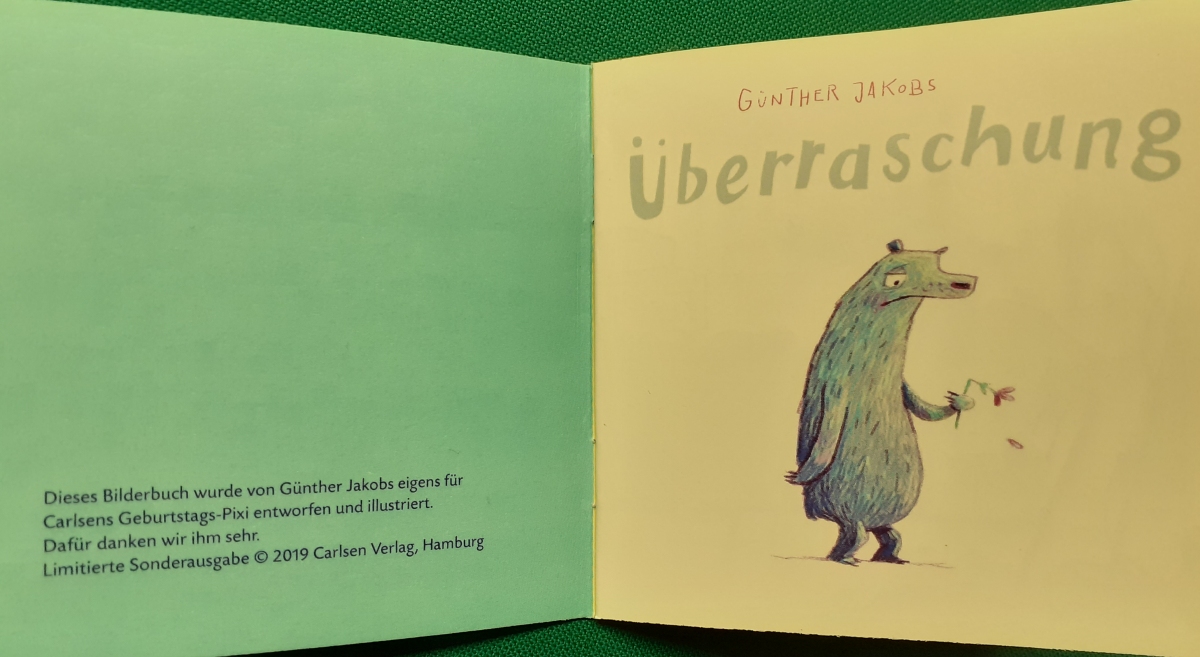 Dieses Bilderbuch wurde von Günther Jakobs eigens für
Carlsens Geburtstags-Pixi entworfen und illustriert.
Dafür danken wir ihm sehr.
Limitierte Sonderausgabe © 2019 Carlsen Verlag, Hamburg
GÜNTHER JAKOBS
Überraschung